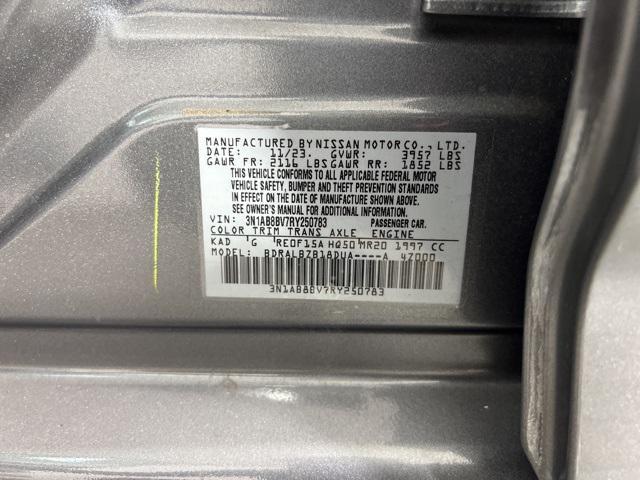 MANUFACTURED BY NISSAN MOTOR CO., LTD.
DATE: 11/23. GVWR: 3957 LBS
GAWR FR: 2116 LBS GAWR RR: 1852 LBS
THIS VEHICLE CONFORMS TO ALL APPLICABLE FEDERAL MOTOR
VEHICLE SAFETY, BUMPER AND THEFT PREVENTION STANDARDS
IN EFFECT ON THE DATE OF MANUFACTURE SHOWN ABOVE.
SEE OWNER'S MANUAL FOR ADDITIONAL INFORMATION.
VIN: 3N1AB8BV7RY250783 PASSENGER CAR.
COLOR TRIM TRANS AXLE ENGINE
KAD G RE0F15A HG50 MR20 1997 CC
MODEL: BDRALBZB18DUA----A 47000
3N1AB8BV7RY250783